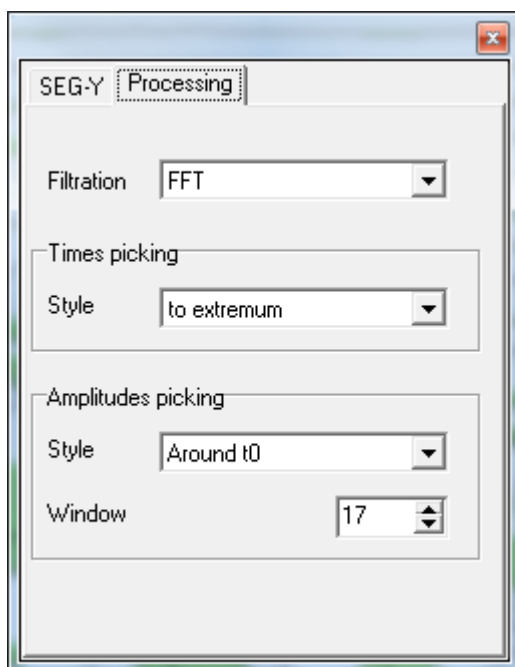 SEG-Y Processing
Filtration FFT
Times picking
Style to extremum
Amplitudes picking
Style Around t0
Window 17